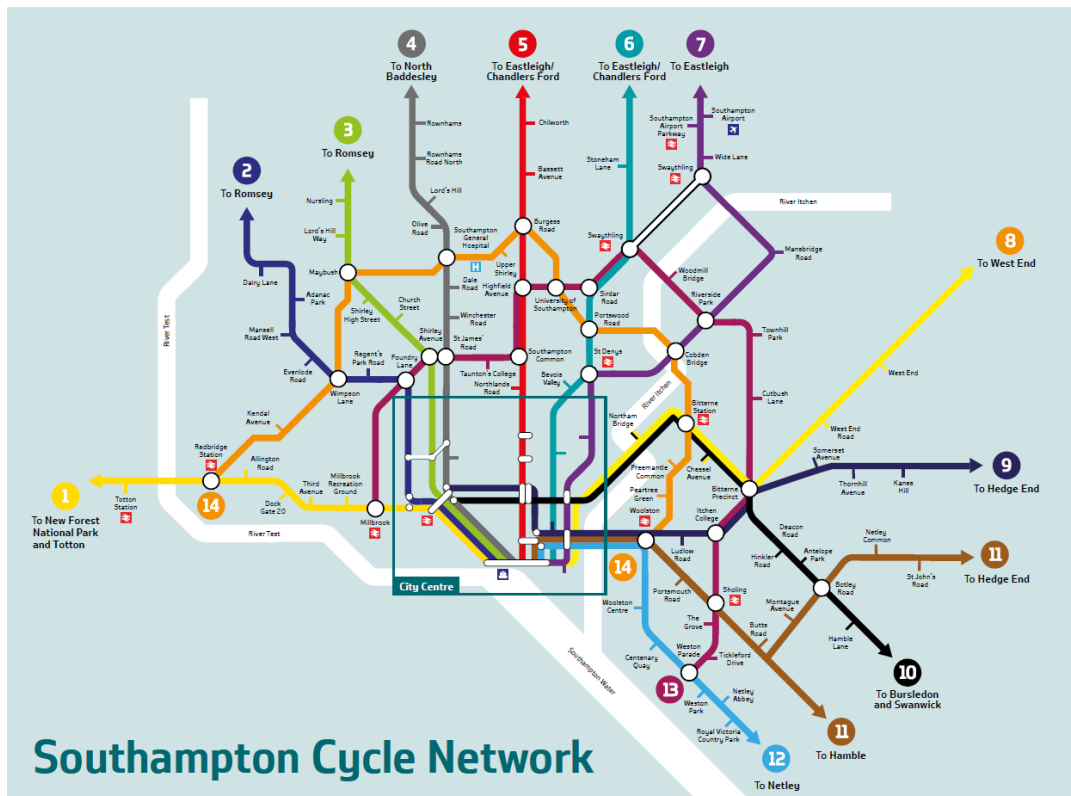 4
5
6
7
To North
Baddesley
To Eastleigh/
Chandlers Ford
To Eastleigh/
Chandlers Ford
To Eastleigh
3
To Romsey
2
To Romsey
Rownhams
Rownhams
Road North
Lord's Hill
Olive
Road
Chilworth
Bassett
Avenue
Stoneham
Lane
Southampton
Airport
Parkway
Southampton
Airport
Wide Lane
Swaythling
River Itchen
Nursling
Lord's Hill
Way
Maybush
Southampton
General
Hospital
H
Burgess
Road
Upper
Shirley
Swaythling
Mansbridge
Road
8
To West End
Dairy Lane
Adanac
Park
Mansell
Road West
Evenlode
Road
Shirley
High Street
Church
Street
Dale
Road
Winchester
Road
Highfield
Avenue
University of
Southampton
Sirdar
Road
Woodmill
Bridge
Riverside
Park
Portswood
Road
Townhill
Park
River Test
Regent's
Park Road
Shirley
Avenue
St James'
Road
Foundry
Lane
Wimpson
Lane
Taunton's College
Southampton
Common
Northlands
Road
St Denys
Bevois
Valley
Cobden
Bridge
River Itchen
Cutbush
Lane
West End
West End
Road
Kendal
Avenue
Redbridge
Station
Allington
Road
Third
Avenue
Dock
Gate 20
Millbrook
Recreation
Ground
Millbrook
Northam
Bridge
Bitterne
Station
Chessel
Avenue
Freemantle
Common
Peartree
Green
Woolston
Bitterne
Precinct
Itchen
College
Somerset
Avenue
Thornhill
Avenue
Kanes
Hill
9
To Hedge End
1
To New Forest
National Park
and Totton
Totton
Station
14
River Test
City Centre
14
Ludlow
Road
Deacon
Road
Hinkler
Road
Antelope
Park
Netley
Common
St John's
Road
11
To Hedge End
Woolston
Centre
Portsmouth
Road
Sholing
The
Grove
Weston
Parade
Tickleford
Drive
Butts
Road
Montague
Avenue
Botley
Road
Hamble
Lane
10
To Bursledon
and Swanwick
Centenary
Quay
13
Weston
Park
Netley
Abbey
Royal Victoria
Country Park
Southampton Water
11
To Hamble
12
To Netley
Southampton Cycle Network